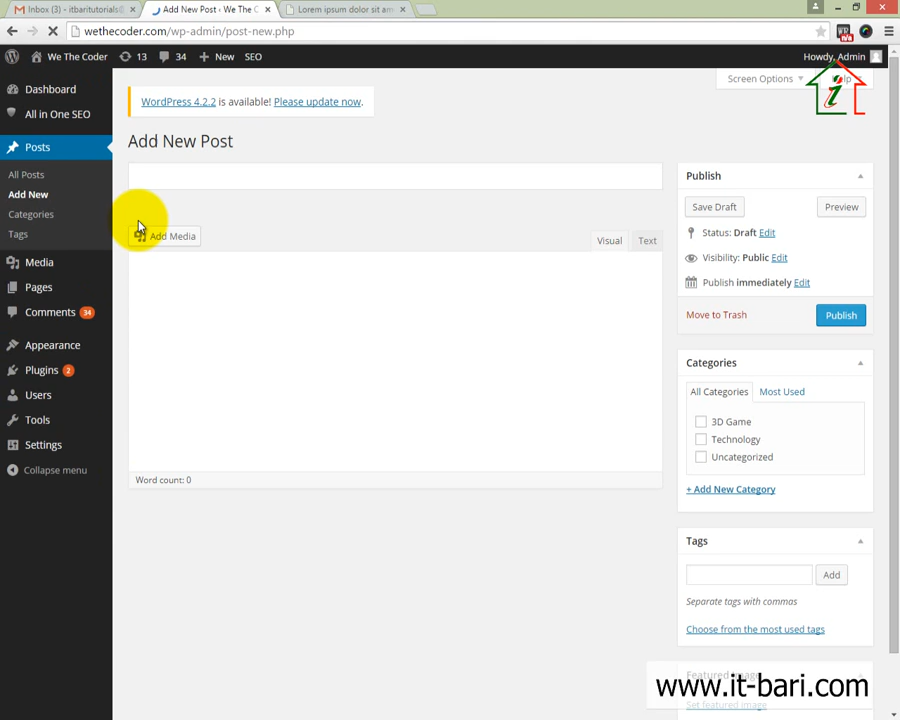 Inbox (3) - itbaritutorials@
Add New Post ‹ We The C
Lorem ipsum dolor sit am
wethecoder.com/wp-admin/post-new.php
We The Coder
13
34
New
SEO
Howdy, Admin
Dashboard
All in One SEO
Posts
All Posts
Add New
Categories
Tags
Media
Pages
Comments 34
Appearance
Plugins 2
Users
Tools
Settings
Collapse menu
Screen Options
Help
WordPress 4.2.2 is available! Please update now.
Add New Post
Add Media
Visual
Text
Word count: 0
Publish
Save Draft
Preview
Status: Draft Edit
Visibility: Public Edit
Publish immediately Edit
Move to Trash
Publish
Categories
All Categories
Most Used
3D Game
Technology
Uncategorized
+ Add New Category
Tags
Add
Separate tags with commas
Choose from the most used tags
Featured Image
Set featured image
www.it-bari.com